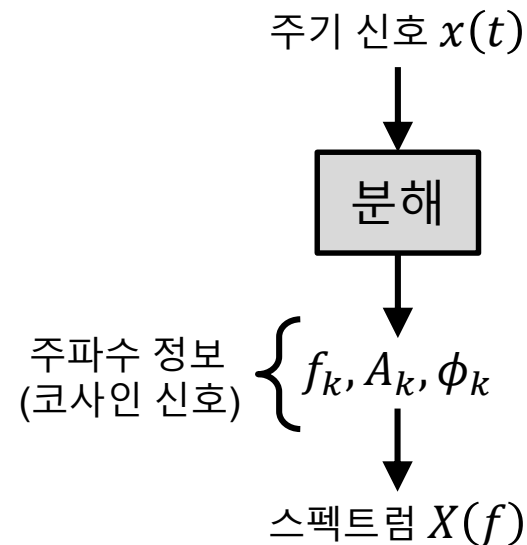 주기 신호 x(t)
분해
주파수 정보
(코사인 신호)
f_k, A_k, ϕ_k
스펙트럼 X(f)